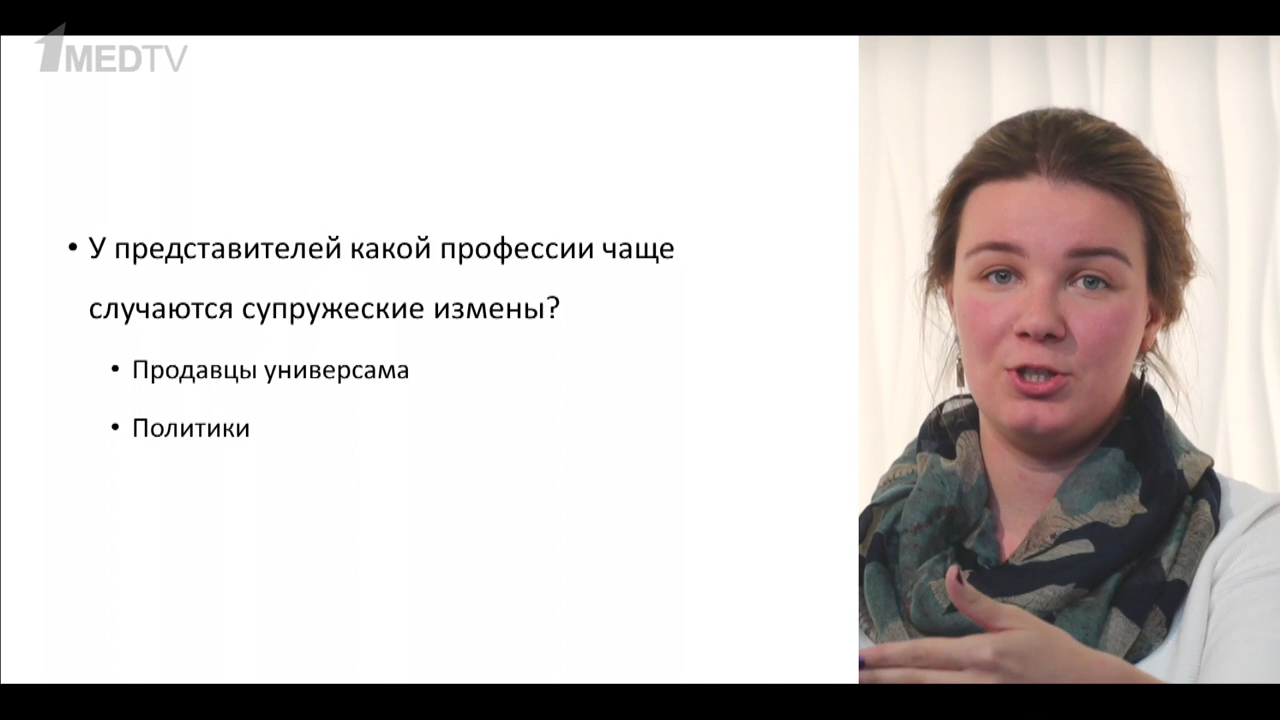 1MEDTV
• У представителей какой профессии чаще
случаются супружеские измены?
• Продавцы универсама
• Политики